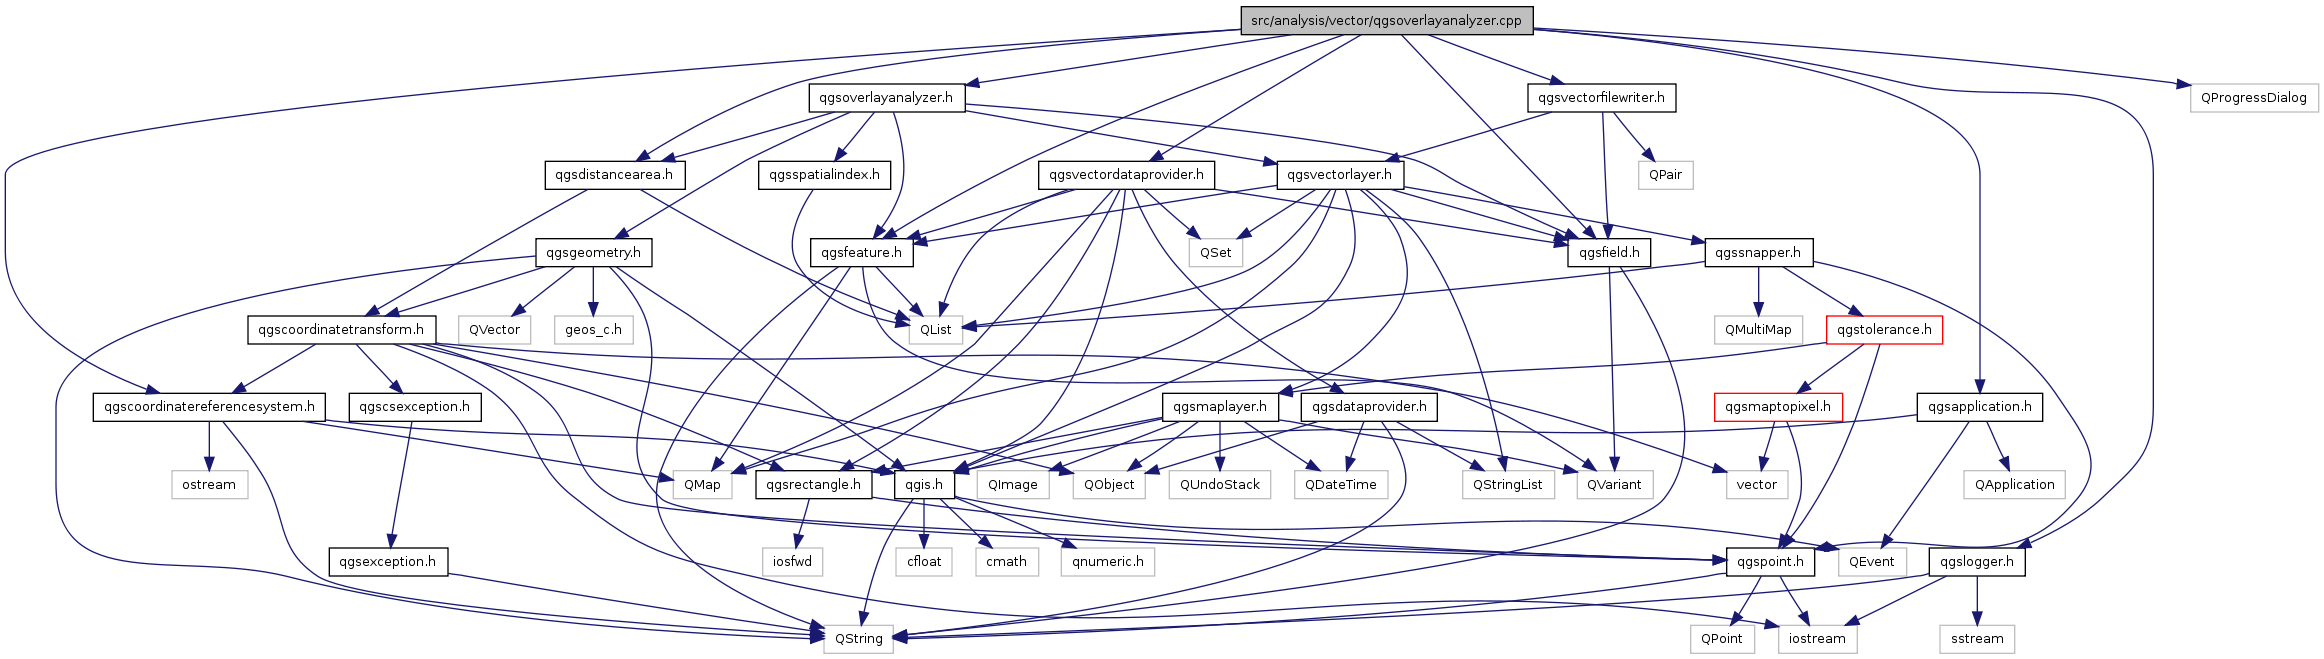 src/analysis/vector/qgsoverlayanalyzer.cpp
qgsoverlayanalyzer.h
qgsvectorfilewriter.h
QProgressDialog
qgsdistancearea.h
qgsspatialindex.h
qgsvectordataprovider.h
qgsvectorlayer.h
QPair
qgsgeometry.h
qgsfeature.h
QSet
qgsfield.h
qgssnapper.h
qgscoordinatetransform.h
QVector
geos_c.h
QList
QMultiMap
qgstolerance.h
qgscoordinatereferencesystem.h
qgscsexception.h
qgsmaplayer.h
qgsdataprovider.h
qgsmaptopixel.h
qgsapplication.h
ostream
QMap
qgsrectangle.h
qgis.h
QImage
QObject
QUndoStack
QDateTime
QStringList
QVariant
vector
QApplication
qgsexception.h
iosfwd
cfloat
cmath
qnumeric.h
qgspoint.h
QEvent
qgslogger.h
QString
QPoint
iostream
sstream